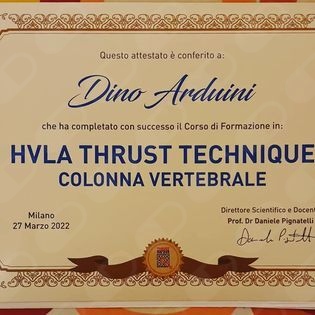 Questo attestato è conferito a:
Dino Arduini
che ha completato con successo il Corso di Formazione in:
HVLA THRUST TECHNIQUE
COLONNA VERTEBRALE
Milano
27 Marzo 2022
Direttore Scientifico e Docent
Prof. Dr Daniele Pignatelli